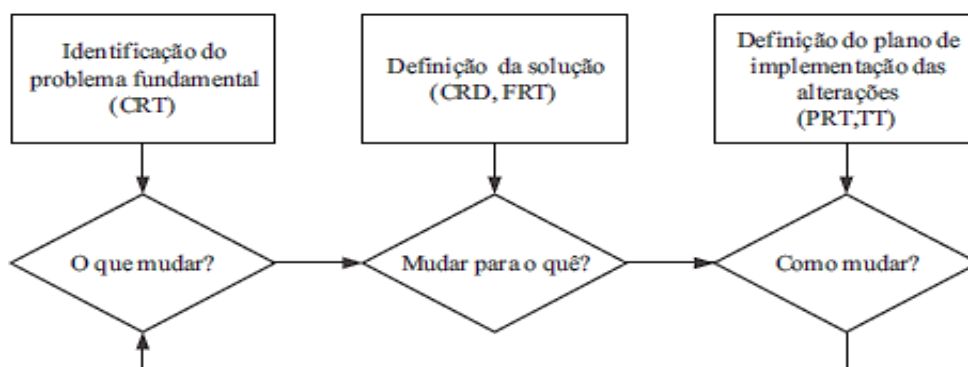 Identificação do
problema fundamental
(CRT)
Definição da solução
(CRD, FRT)
Definição do plano de
implementação das
alterações
(PRT,TT)
O que mudar?
Mudar para o quê?
Como mudar?